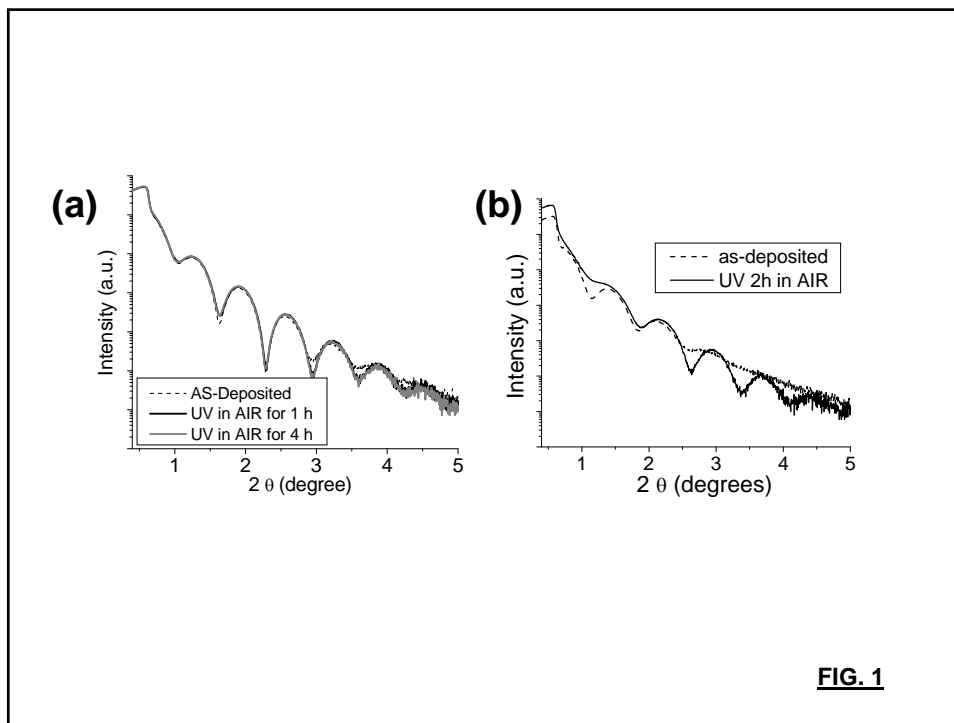 (a)
Intensity (a.u.)
AS-Deposited
UV in AIR for 1 h
UV in AIR for 4 h
1 2 3 4 5
2 θ (degree)
(b)
Intensity (a.u.)
as-deposited
UV 2h in AIR
1 2 3 4 5
2 θ (degrees)
FIG. 1